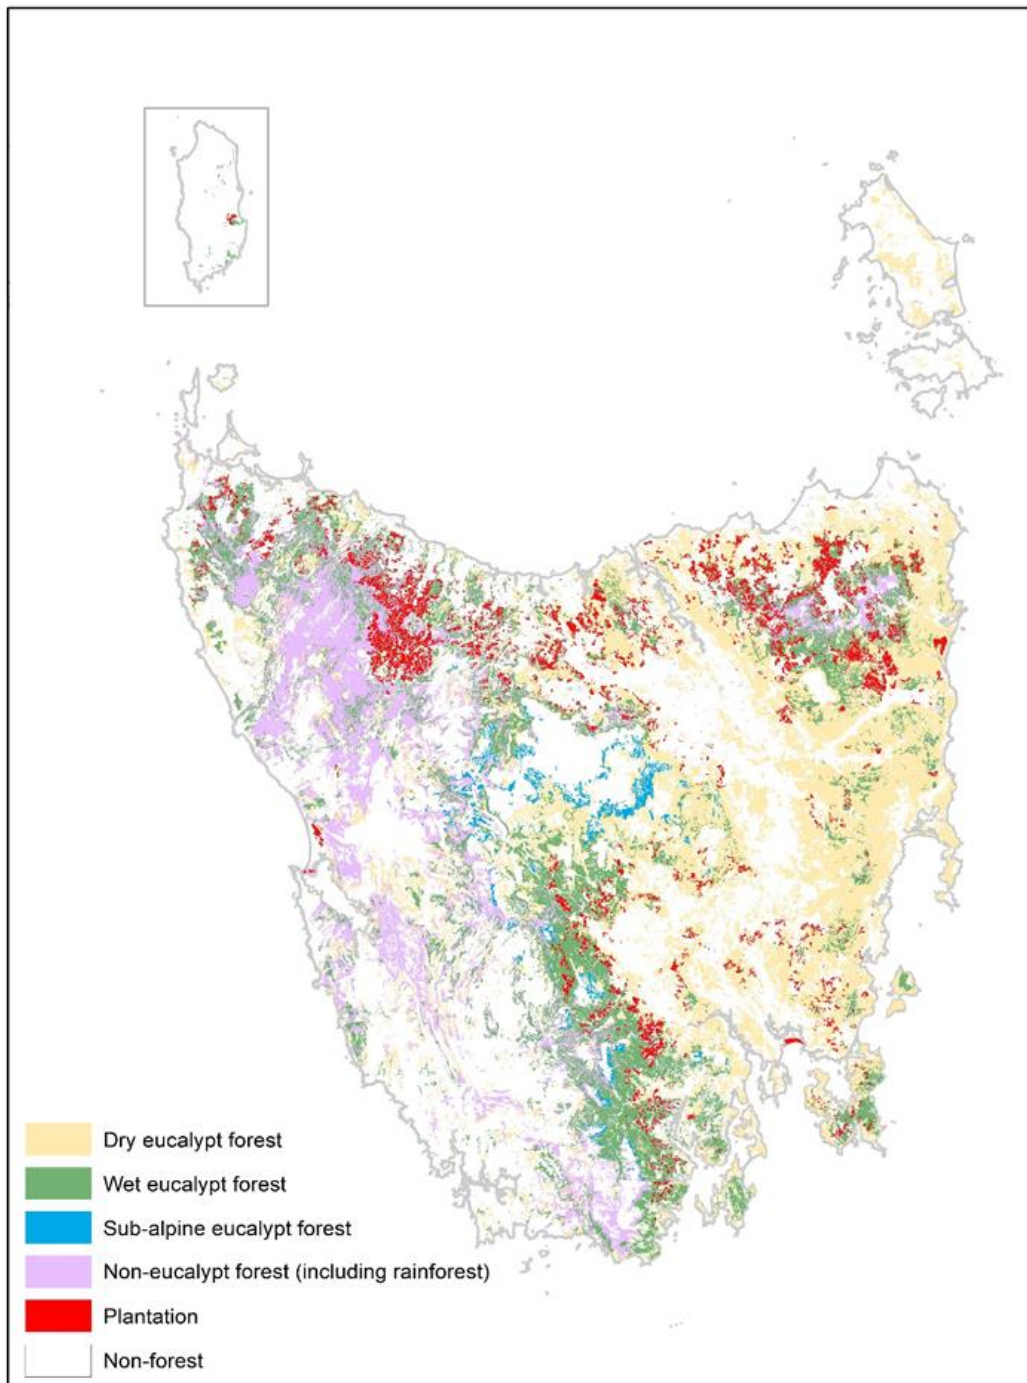 Dry eucalypt forest
Wet eucalypt forest
Sub-alpine eucalypt forest
Non-eucalypt forest (including rainforest)
Plantation
Non-forest